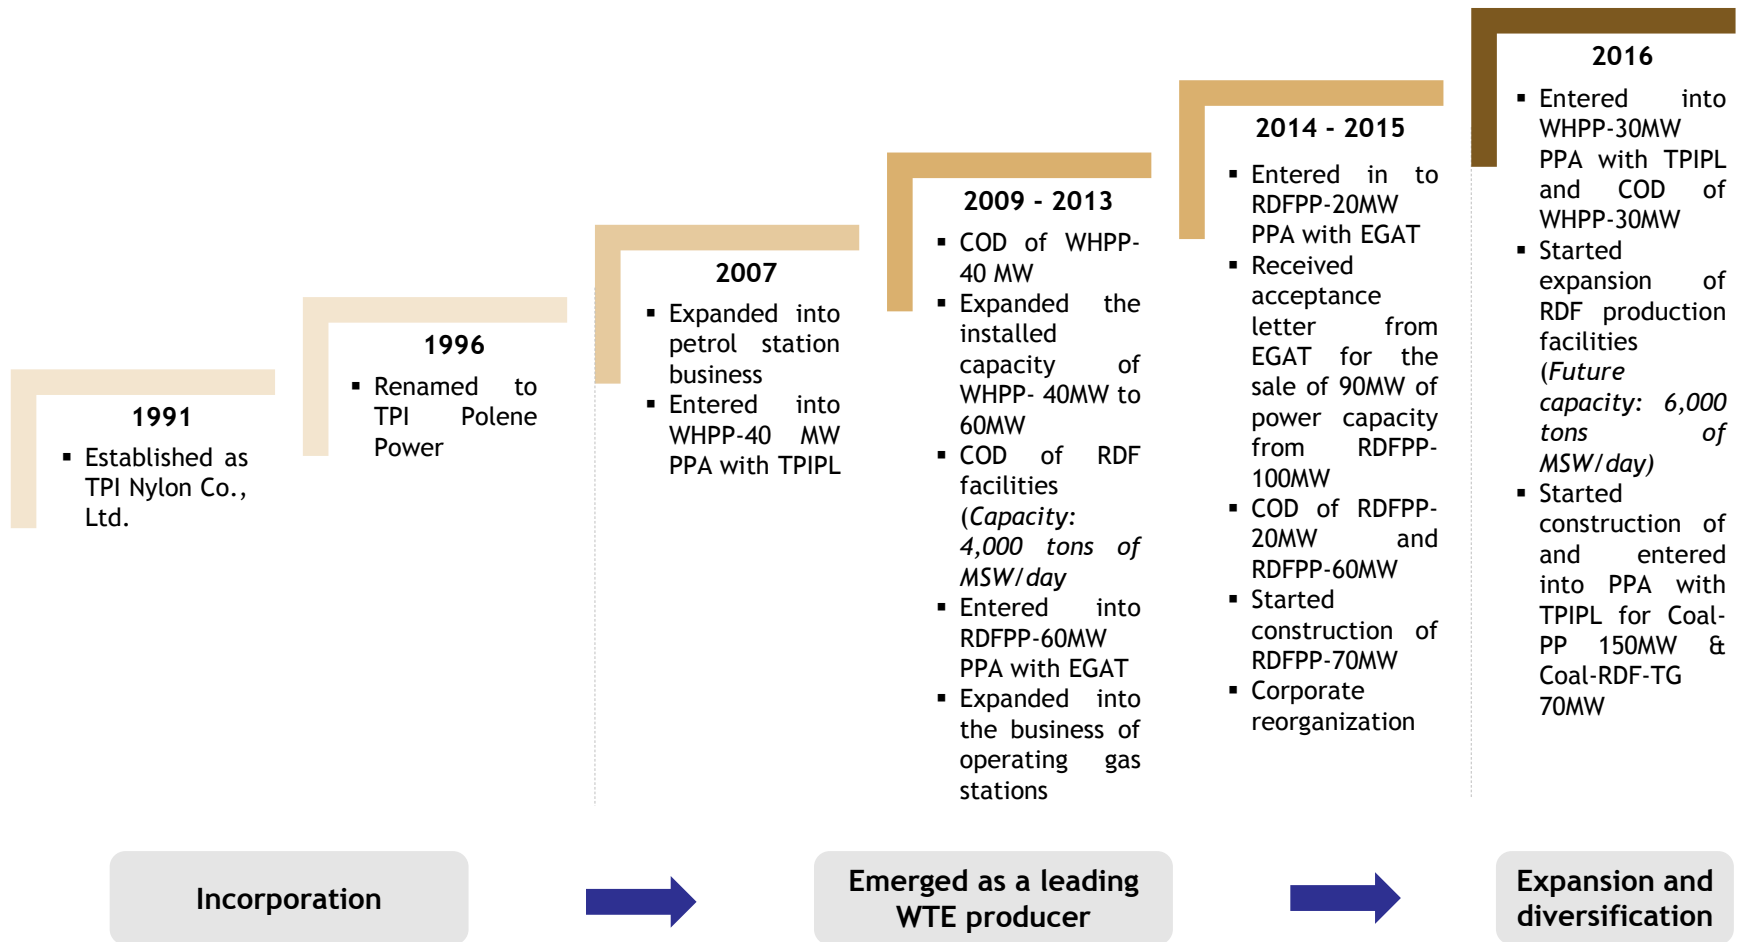 1991
▪ Established as
TPI Nylon Co.,
Ltd.
1996
▪ Renamed to
TPI Polene
Power
2007
▪ Expanded into
petrol station
business
▪ Entered into
WHPP-40 MW
PPA with TPIPL
2009 - 2013
▪ COD of WHPP-
40 MW
▪ Expanded the
installed
capacity of
WHPP- 40MW to
60MW
▪ COD of RDF
facilities
(Capacity:
4,000 tons of
MSW/day
▪ Entered into
RDFPP-60MW
PPA with EGAT
▪ Expanded into
the business of
operating gas
stations
2014 - 2015
▪ Entered in to
RDFPP-20MW
PPA with EGAT
▪ Received
acceptance
letter from
EGAT for the
sale of 90MW of
power capacity
from RDFPP-
100MW
▪ COD of RDFPP-
20MW and
RDFPP-60MW
▪ Started
construction of
RDFPP-70MW
▪ Corporate
reorganization
2016
▪ Entered into
WHPP-30MW
PPA with TPIPL
and COD of
WHPP-30MW
▪ Started
expansion of
RDF production
facilities
(Future
capacity: 6,000
tons of
MSW/day)
▪ Started
construction of
and entered
into PPA with
TPIPL for Coal-
PP 150MW &
Coal-RDF-TG
70MW
Incorporation
Emerged as a leading
WTE producer
Expansion and
diversification